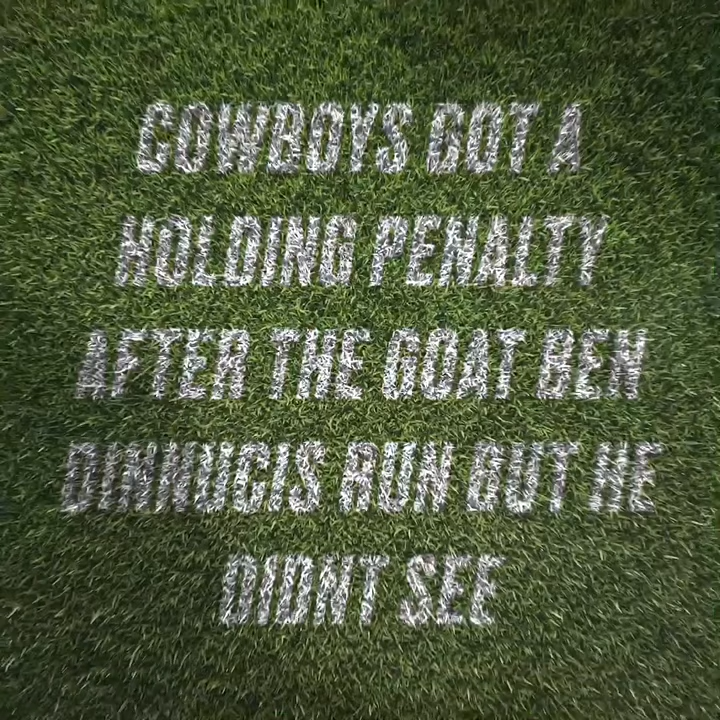 COWBOYS GOT A
HOLDING PENALTY
AFTER THE GOAT BEN
DINNUCIS RUN BUT HE
DIDNT SEE